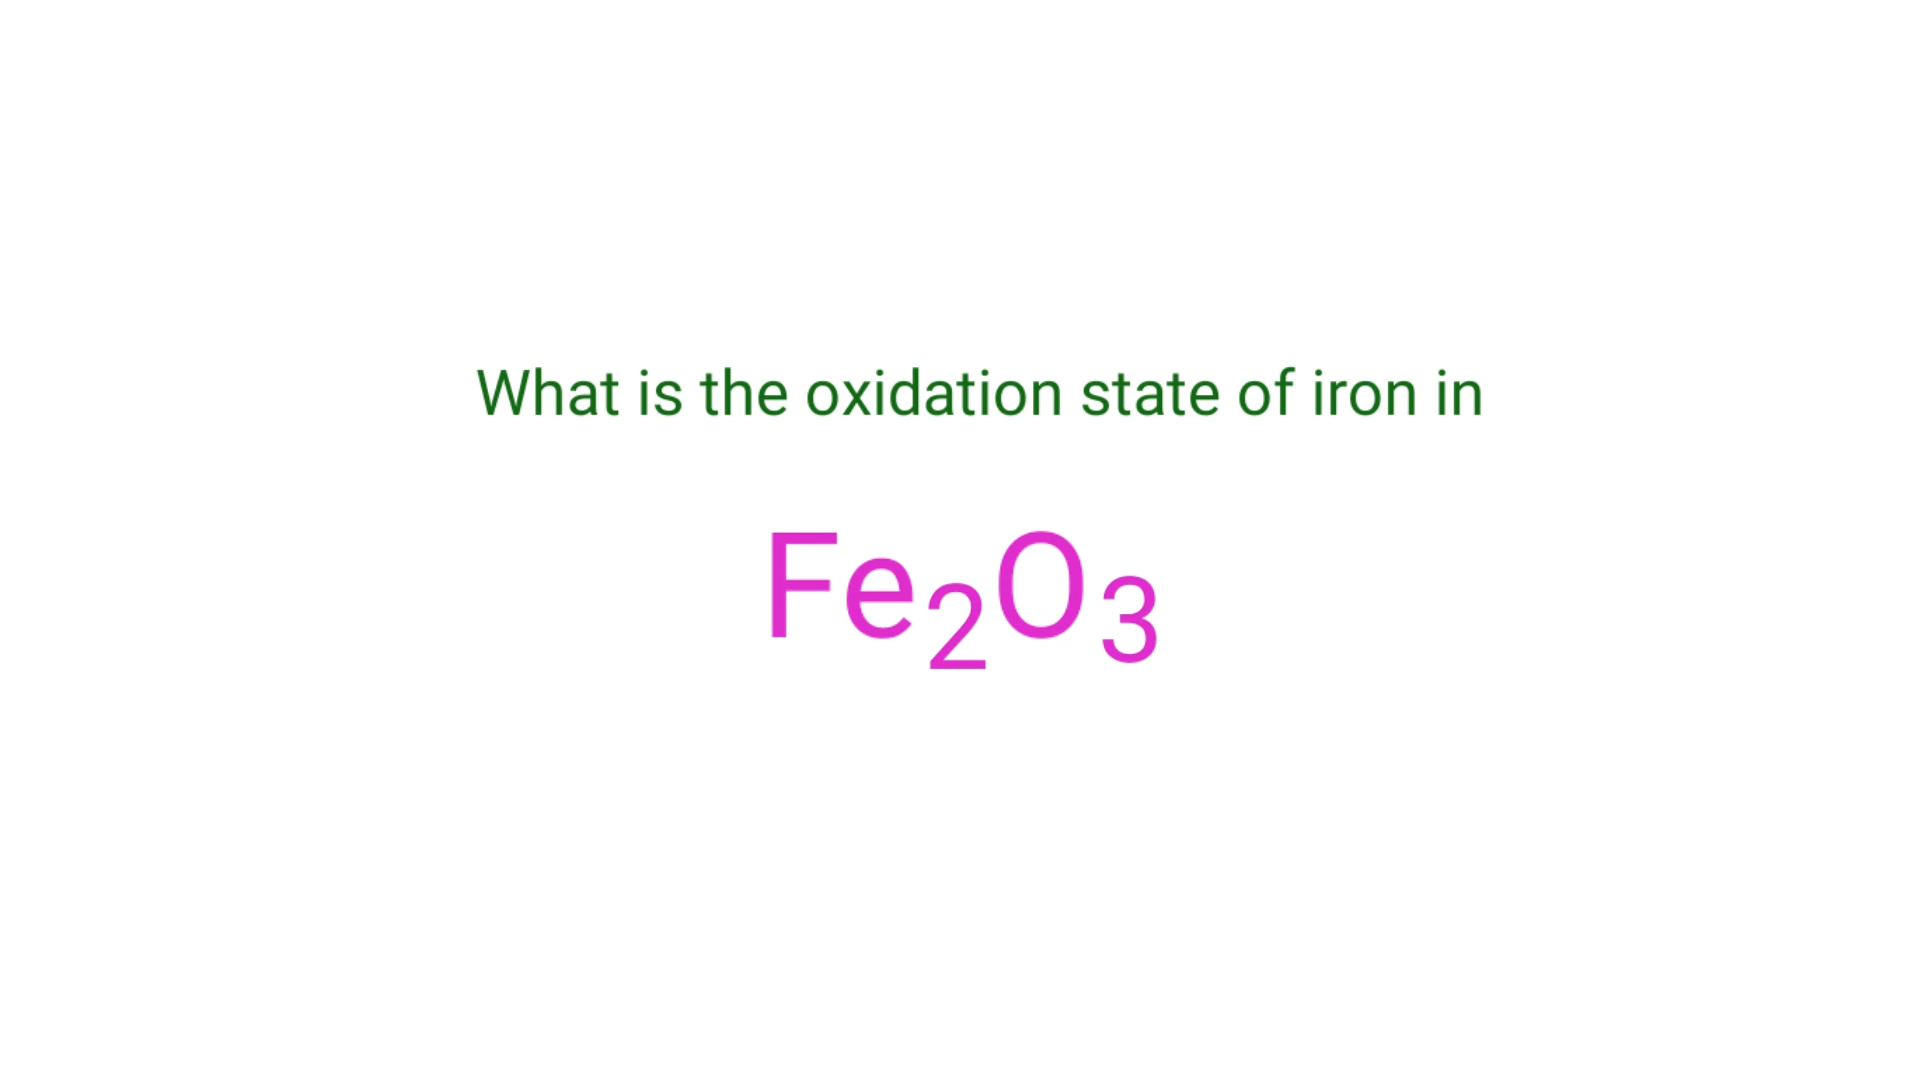 What is the oxidation state of iron in
Fe₂O₃